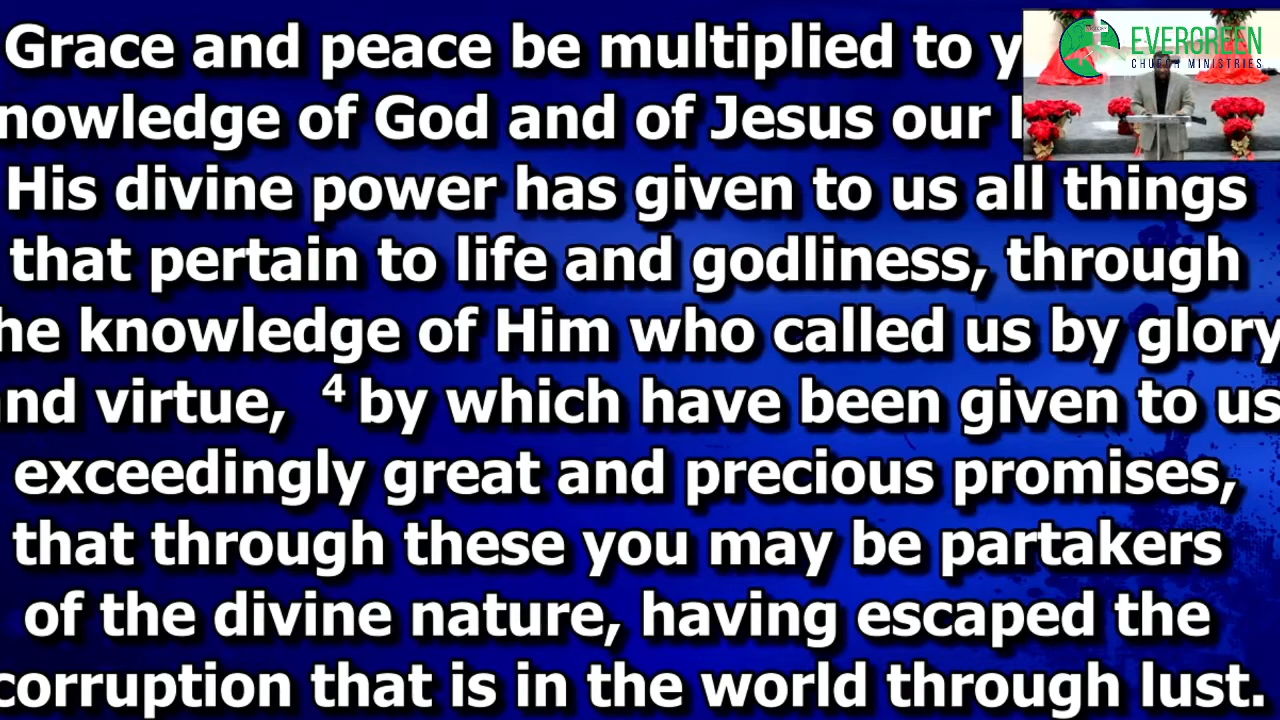 Grace and peace be multiplied to y
nowledge of God and of Jesus our
His divine power has given to us all things
that pertain to life and godliness, through
he knowledge of Him who called us by glory
nd virtue, ⁴ by which have been given to us
exceedingly great and precious promises,
that through these you may be partakers
of the divine nature, having escaped the
corruption that is in the world through lust.
EVERGREEN
CHURCH MINISTRIES